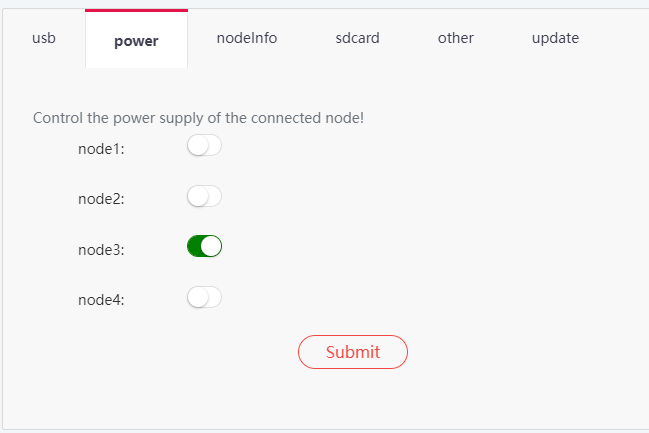 usb power nodeInfo sdcard other update
Control the power supply of the connected node!
node1:
node2:
node3:
node4:
Submit